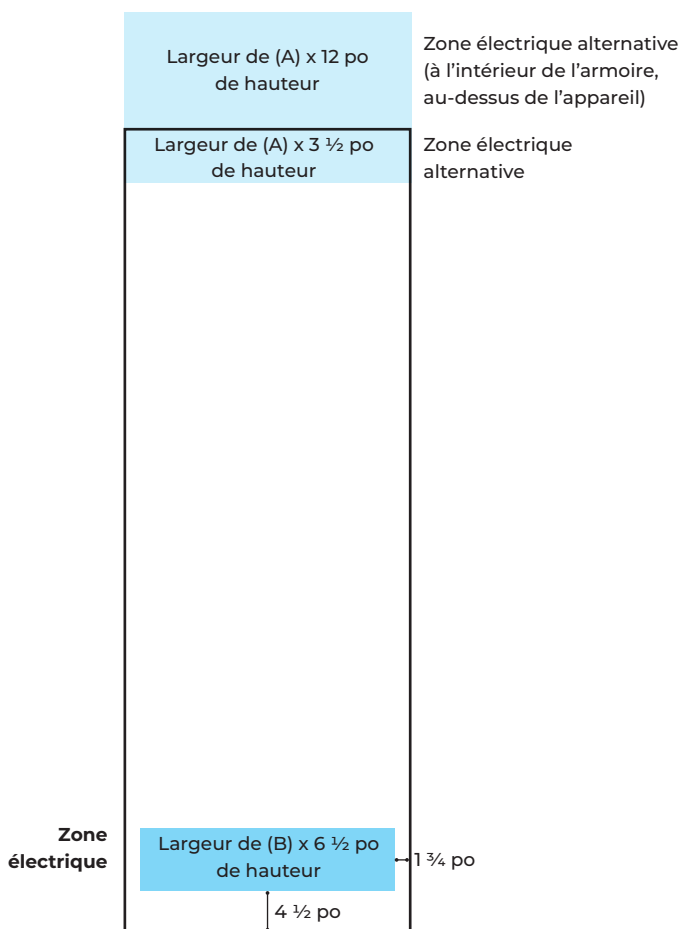 Largeur de (A) x 12 po
de hauteur
Zone électrique alternative
(à l’intérieur de l’armoire,
au-dessus de l’appareil)
Largeur de (A) x 3 ½ po
de hauteur
Zone électrique
alternative
Zone
électrique
Largeur de (B) x 6 ½ po
de hauteur
1 ¾ po
4 ½ po